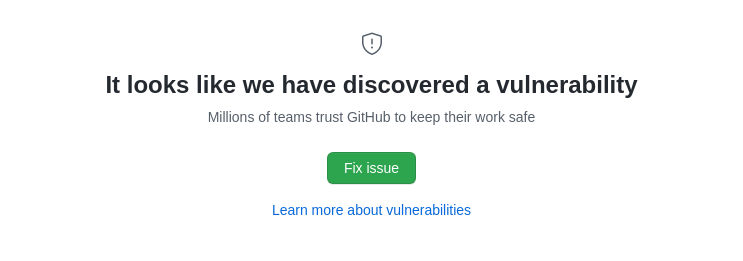 It looks like we have discovered a vulnerability
Millions of teams trust GitHub to keep their work safe
Fix issue
Learn more about vulnerabilities